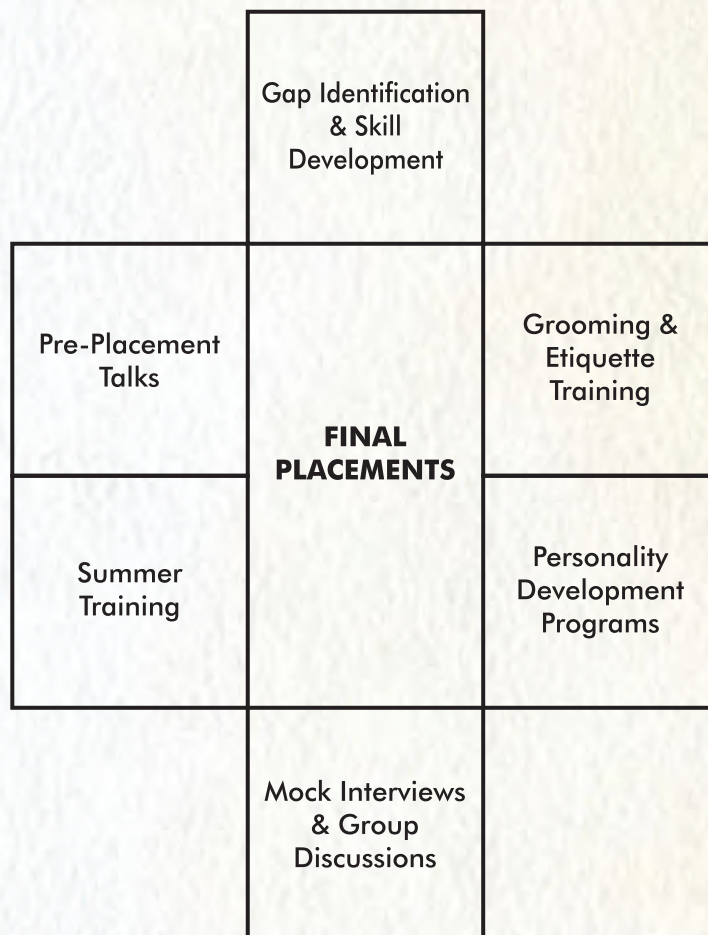 Gap Identification
& Skill
Development
Pre-Placement
Talks
Grooming &
Etiquette
Training
FINAL
PLACEMENTS
Summer
Training
Personality
Development
Programs
Mock Interviews
& Group
Discussions